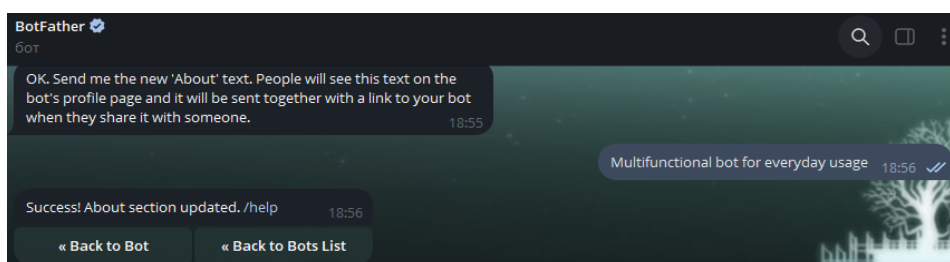 BotFather
бот
OK. Send me the new 'About' text. People will see this text on the
bot's profile page and it will be sent together with a link to your bot
when they share it with someone.
18:55
Multifunctional bot for everyday usage
18:56
Success! About section updated. /help
18:56
« Back to Bot
« Back to Bots List